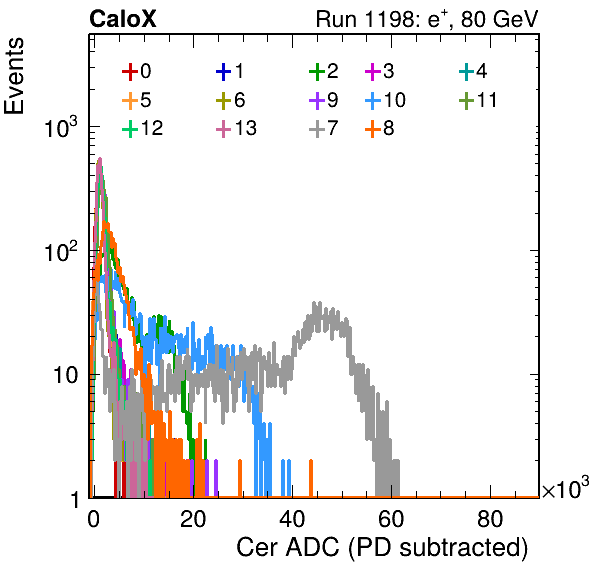 CaloX Run 1198: e⁺, 80 GeV
Events
0 1 2 3 4
5 6 9 10 11
12 13 7 8
10³
10²
10
1
0 20 40 60 80 ×10³
Cer ADC (PD subtracted)